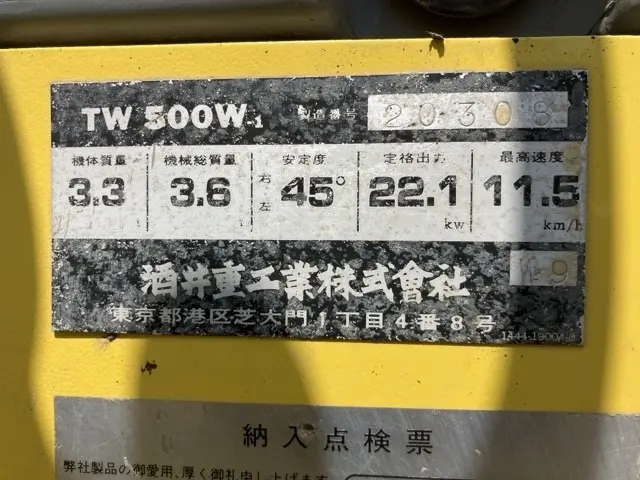 TW 500W-1 製造番号 20308
機体質量 機械総質量 安定度 定格出力 最高速度
3.3 3.6 右左 45° 22.1 kw 11.5 km/h
酒井重工業株式會社
東京都港区芝大門1丁目4番8号
納入点検票
弊社製品の御愛用、厚く御礼申し上げます